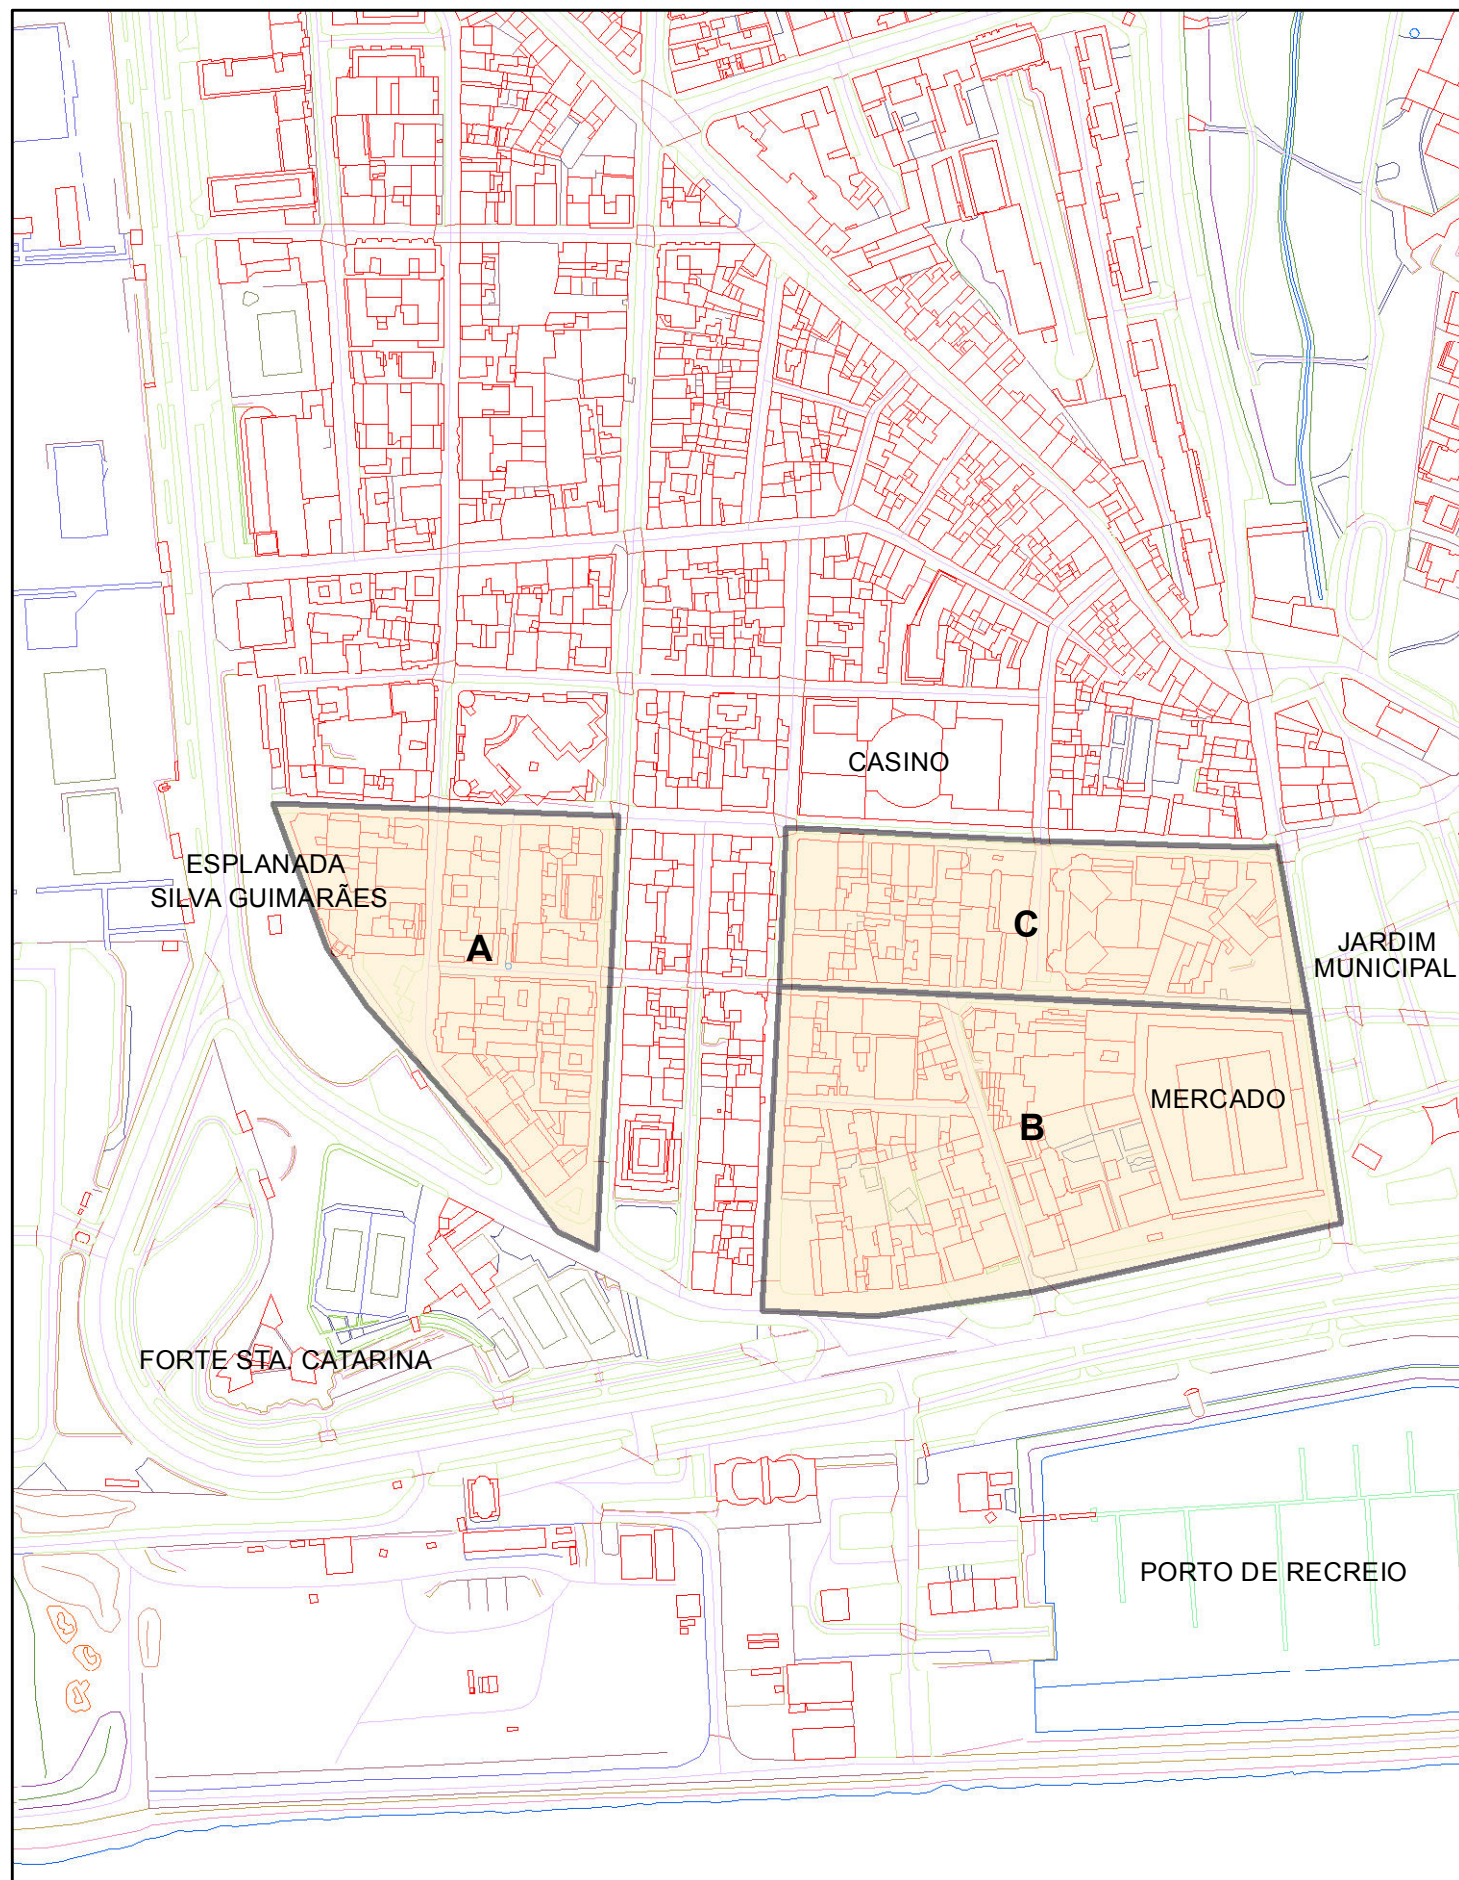 CASINO
ESPLANADA
SILVA GUIMARÃES
A
C
JARDIM
MUNICIPAL
MERCADO
B
FORTE STA. CATARINA
PORTO DE RECREIO